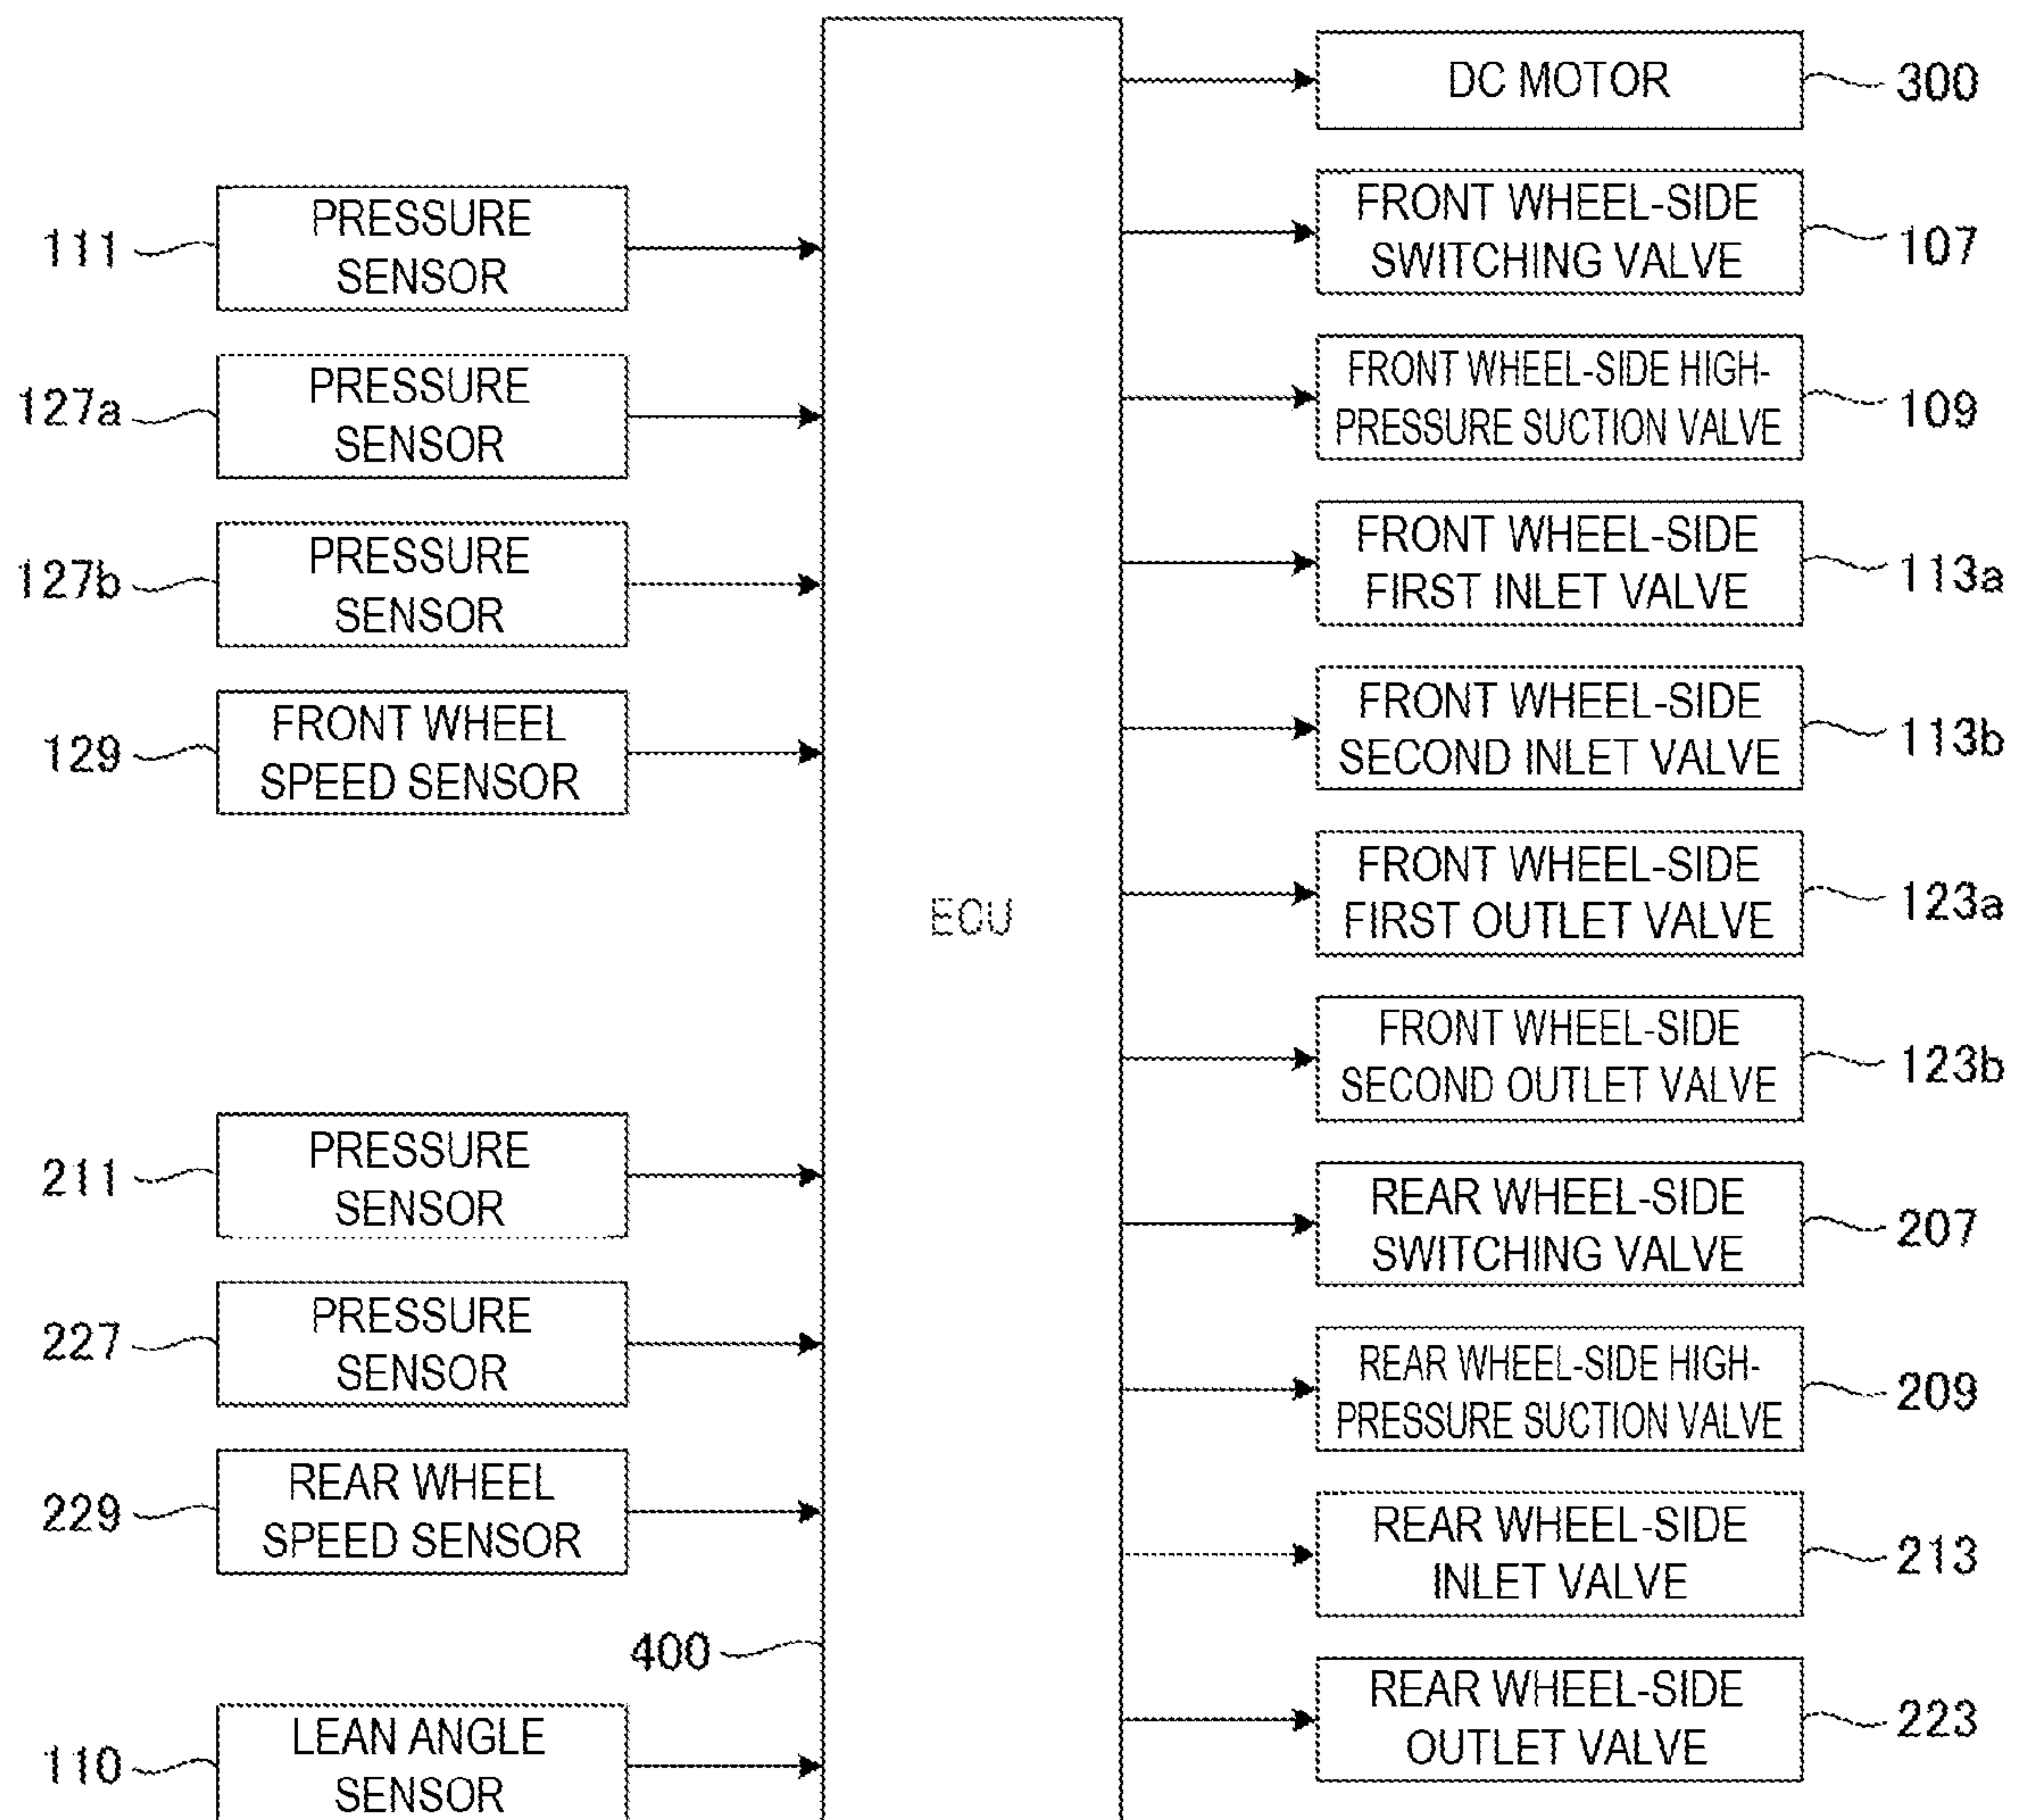 111
PRESSURE
SENSOR
127a
PRESSURE
SENSOR
127b
PRESSURE
SENSOR
129
FRONT WHEEL
SPEED SENSOR
211
PRESSURE
SENSOR
227
PRESSURE
SENSOR
229
REAR WHEEL
SPEED SENSOR
400
110
LEAN ANGLE
SENSOR
ECU
DC MOTOR
300
FRONT WHEEL-SIDE
SWITCHING VALVE
107
FRONT WHEEL-SIDE HIGH-
PRESSURE SUCTION VALVE
109
FRONT WHEEL-SIDE
FIRST INLET VALVE
113a
FRONT WHEEL-SIDE
SECOND INLET VALVE
113b
FRONT WHEEL-SIDE
FIRST OUTLET VALVE
123a
FRONT WHEEL-SIDE
SECOND OUTLET VALVE
123b
REAR WHEEL-SIDE
SWITCHING VALVE
207
REAR WHEEL-SIDE HIGH-
PRESSURE SUCTION VALVE
209
REAR WHEEL-SIDE
INLET VALVE
213
REAR WHEEL-SIDE
OUTLET VALVE
223